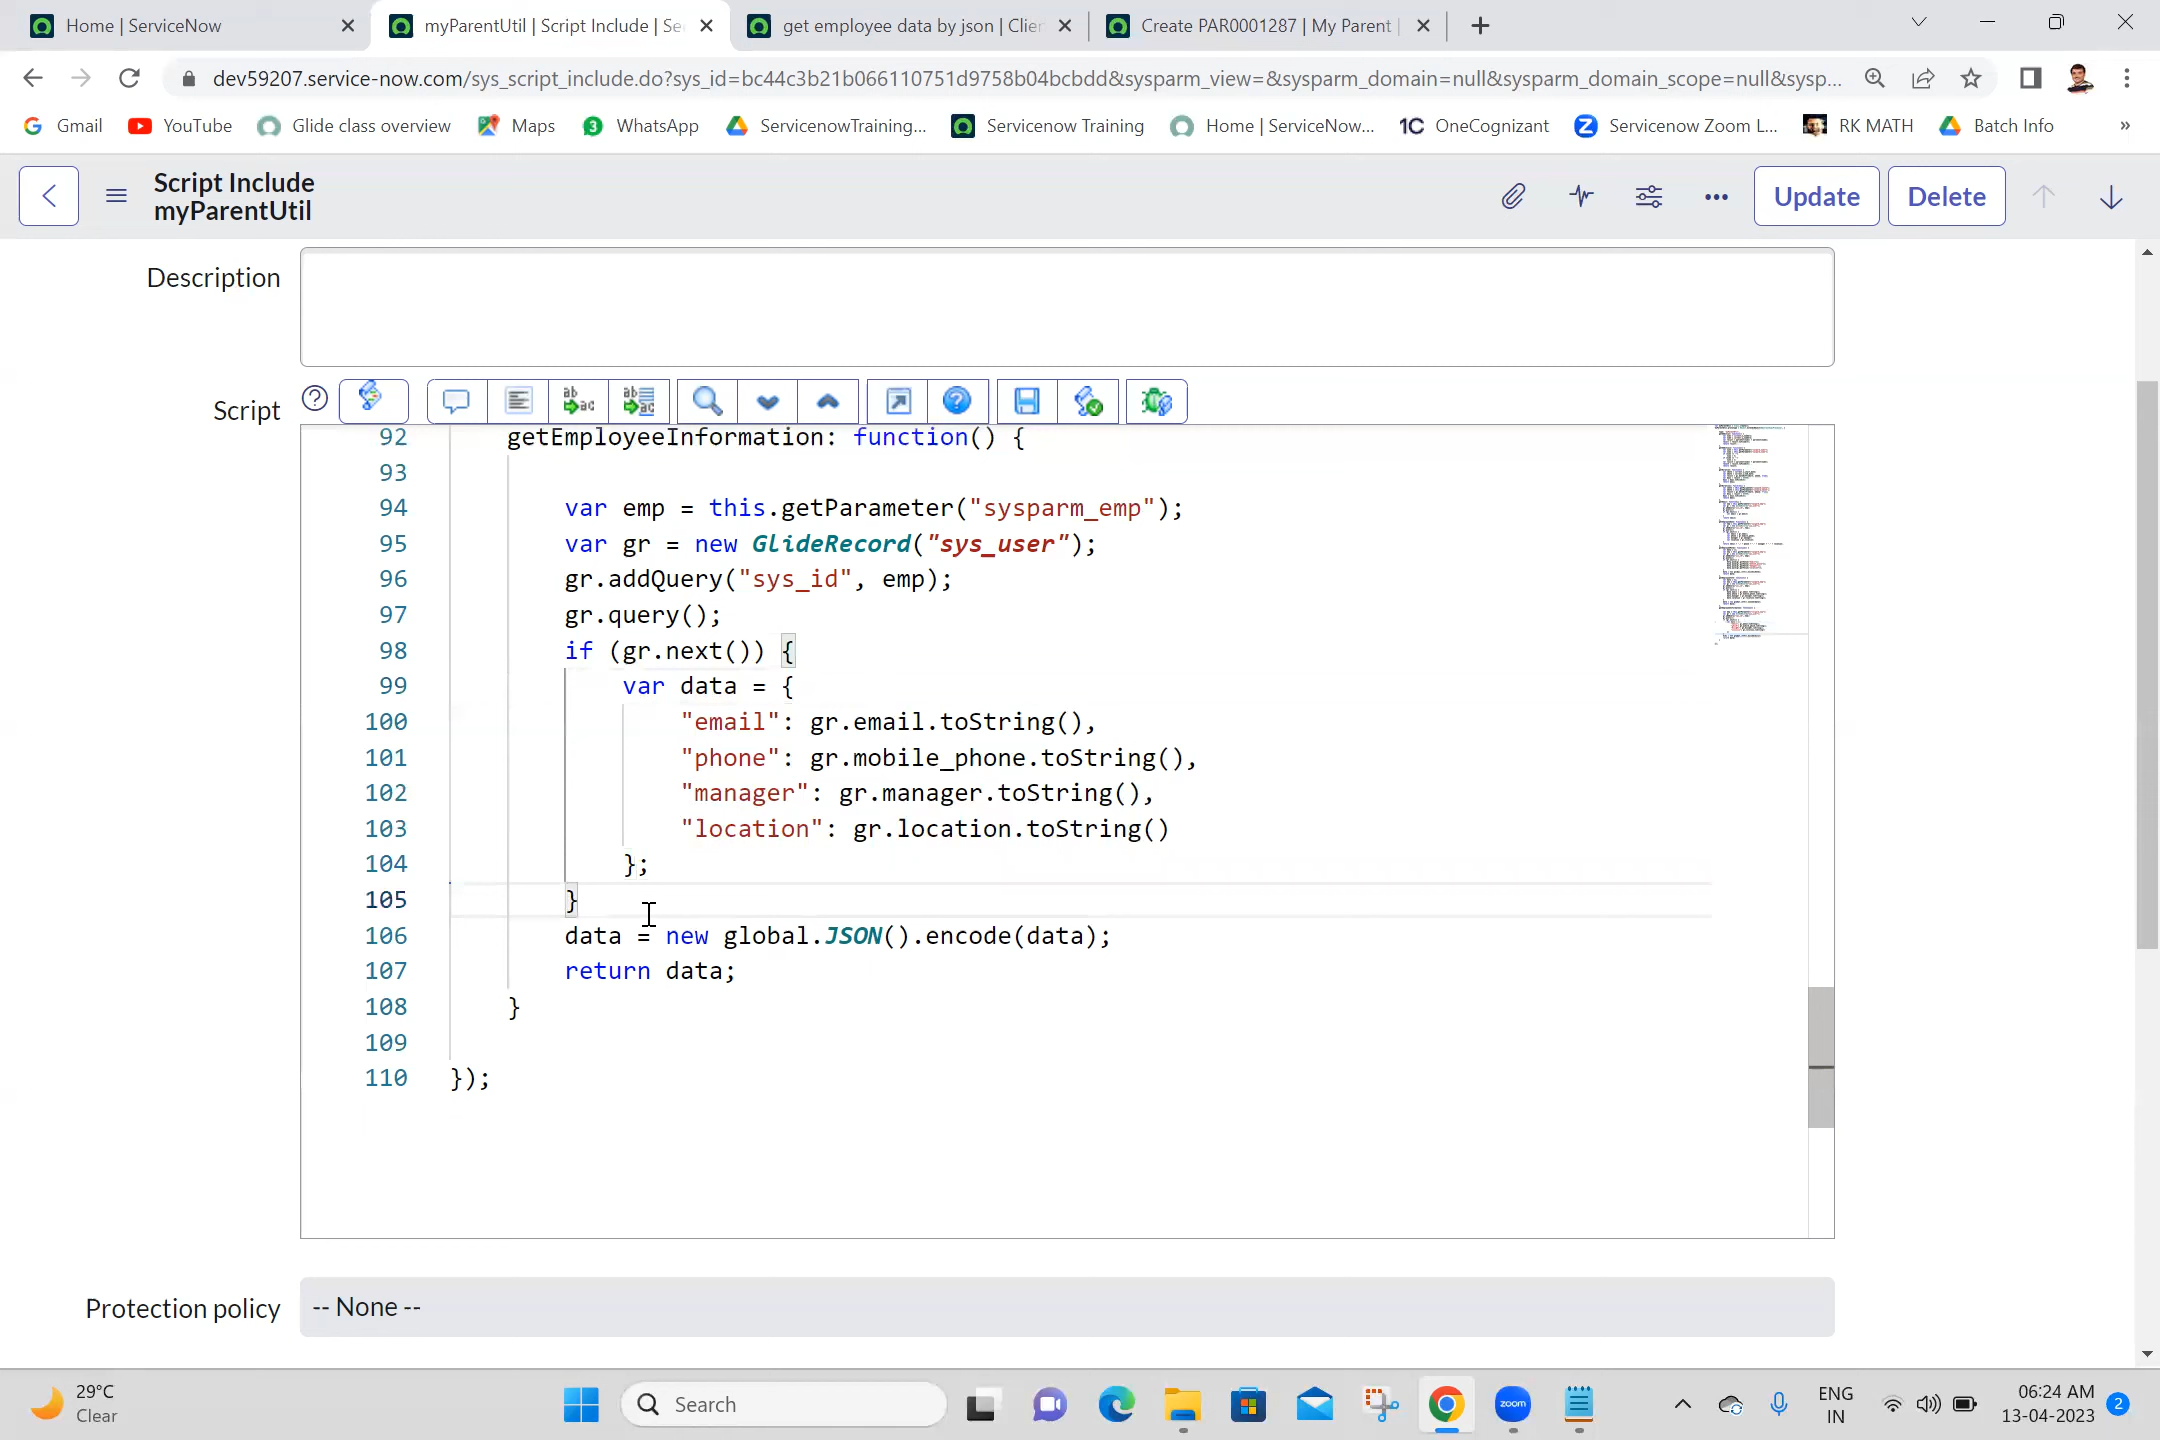 Home | ServiceNow
myParentUtil | Script Include | Se
get employee data by json | Clien
Create PAR0001287 | My Parent |
dev59207.service-now.com/sys_script_include.do?sys_id=bc44c3b21b066110751d9758b04bcbdd&sysparm_view=&sysparm_domain=null&sysparm_domain_scope=null&sysp...
Gmail
YouTube
Glide class overview
Maps
3
WhatsApp
ServicenowTraining...
Servicenow Training
Home | ServiceNow...
1C
OneCognizant
Z
Servicenow Zoom L...
RK MATH
Batch Info
»
Script Include
myParentUtil
Update
Delete
Description
Script
92 getEmployeeInformation: function() {
93
94 var emp = this.getParameter("sysparm_emp");
95 var gr = new GlideRecord("sys_user");
96 gr.addQuery("sys_id", emp);
97 gr.query();
98 if (gr.next()) {
99 var data = {
100 "email": gr.email.toString(),
101 "phone": gr.mobile_phone.toString(),
102 "manager": gr.manager.toString(),
103 "location": gr.location.toString()
104 };
105 }
106 data = new global.JSON().encode(data);
107 return data;
108 }
109
110 });
Protection policy
-- None --
29°C
Clear
Search
zoom
ENG
IN
06:24 AM
13-04-2023
2